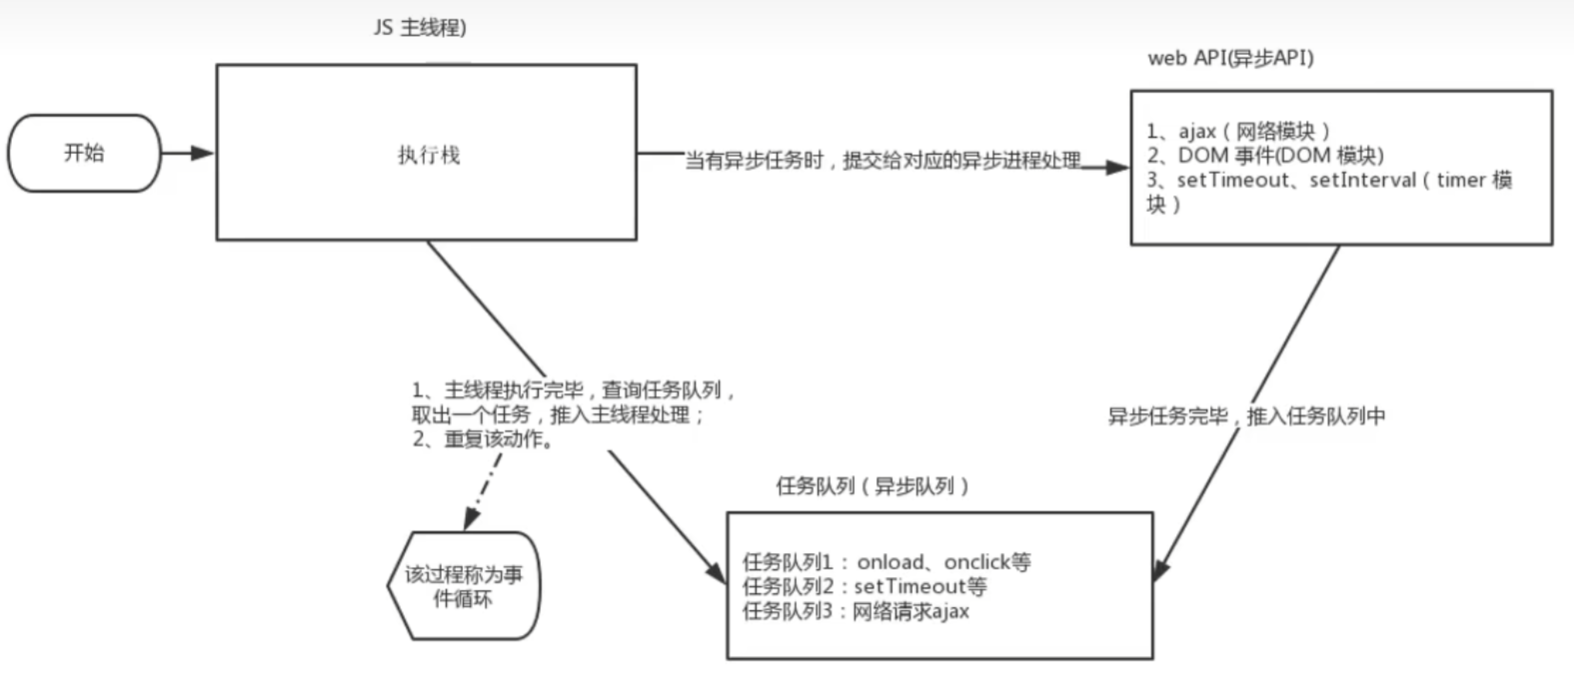 JS 主线程)
web API(异步API)
开始
执行栈
当有异步任务时，提交给对应的异步进程处理
1、ajax（网络模块）
2、DOM 事件(DOM 模块)
3、setTimeout、setInterval（timer 模
块）
1、主线程执行完毕，查询任务队列，
取出一个任务，推入主线程处理；
2、重复该动作。
异步任务完毕，推入任务队列中
该过程称为事
件循环
任务队列（异步队列）
任务队列1： onload、onclick等
任务队列2：setTimeout等
任务队列3：网络请求ajax